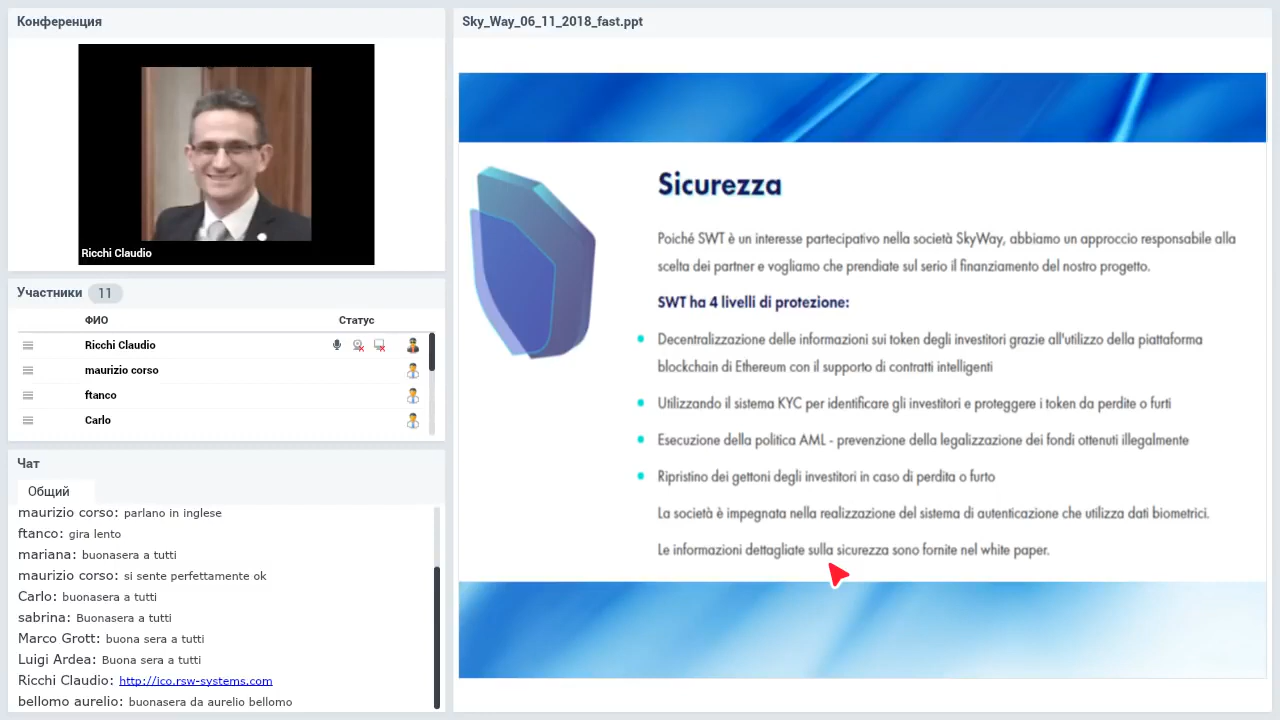 Конференция
Ricchi Claudio
Участники 11
ФИО Статус
Ricchi Claudio
maurizio corso
ftanco
Carlo
Чат
Общий
maurizio corso: parlano in inglese
ftanco: gira lento
mariana: buonasera a tutti
maurizio corso: si sente perfettamente ok
Carlo: buonasera a tutti
sabrina: Buonasera a tutti
Marco Grott: buona sera a tutti
Luigi Ardea: Buona sera a tutti
Ricchi Claudio: http://ico.rsw-systems.com
bellomo aurelio: buonasera da aurelio bellomo
Sky_Way_06_11_2018_fast.ppt
Sicurezza
Poiché SWT è un interesse partecipativo nella società SkyWay, abbiamo un approccio responsabile alla
scelta dei partner e vogliamo che prendiate sul serio il finanziamento del nostro progetto.
SWT ha 4 livelli di protezione:
Decentralizzazione delle informazioni sui token degli investitori grazie all'utilizzo della piattaforma
blockchain di Ethereum con il supporto di contratti intelligenti
Utilizzando il sistema KYC per identificare gli investitori e proteggere i token da perdite o furti
Esecuzione della politica AML - prevenzione della legalizzazione dei fondi ottenuti illegalmente
Ripristino dei gettoni degli investitori in caso di perdita o furto
La società è impegnata nella realizzazione del sistema di autenticazione che utilizza dati biometrici.
Le informazioni dettagliate sulla sicurezza sono fornite nel white paper.